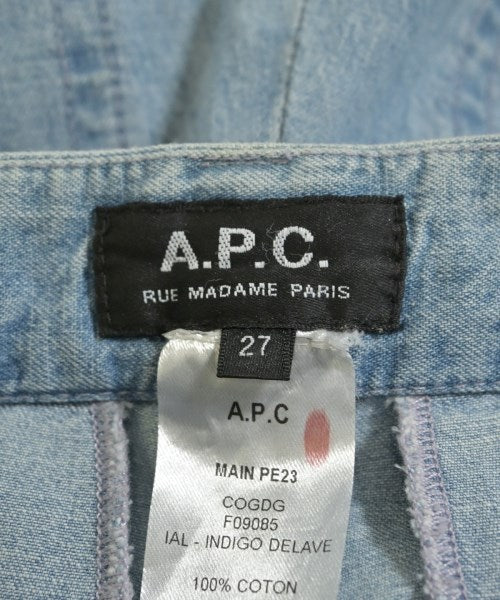 A.P.C.
RUE MADAME PARIS
27
A.P.C
MAIN PE23
COGDG
F09085
IAL - INDIGO DELAVE
100% COTON